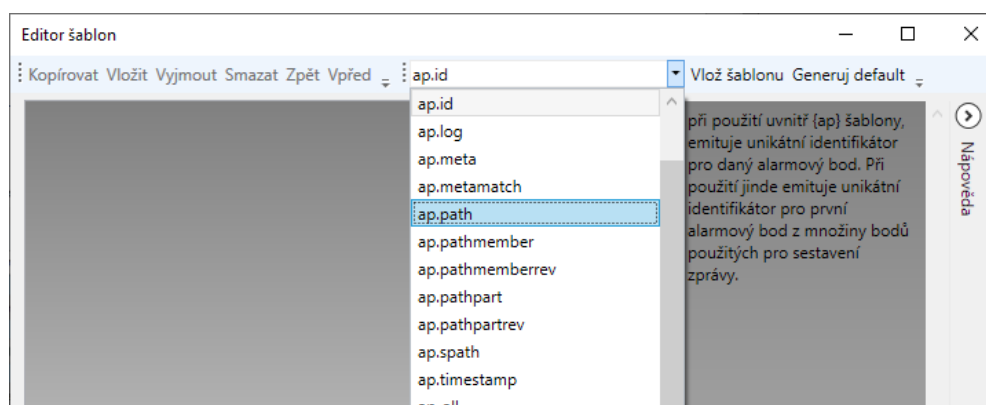 Editor šablon
Kopírovat Vložit Vyjmout Smazat Zpět Vpřed ap.id Vlož šablonu Generuj default
ap.id
ap.log
ap.meta
ap.metamatch
ap.path
ap.pathmember
ap.pathmemberrev
ap.pathpart
ap.pathpartrev
ap.spath
ap.timestamp
při použití uvnitř {ap} šablony,
emituje unikátní identifikátor
pro daný alarmový bod. Při
použití jinde emituje unikátní
identifikátor pro první
alarmový bod z množiny bodů
použitých pro sestavení
zprávy.
Nápověda